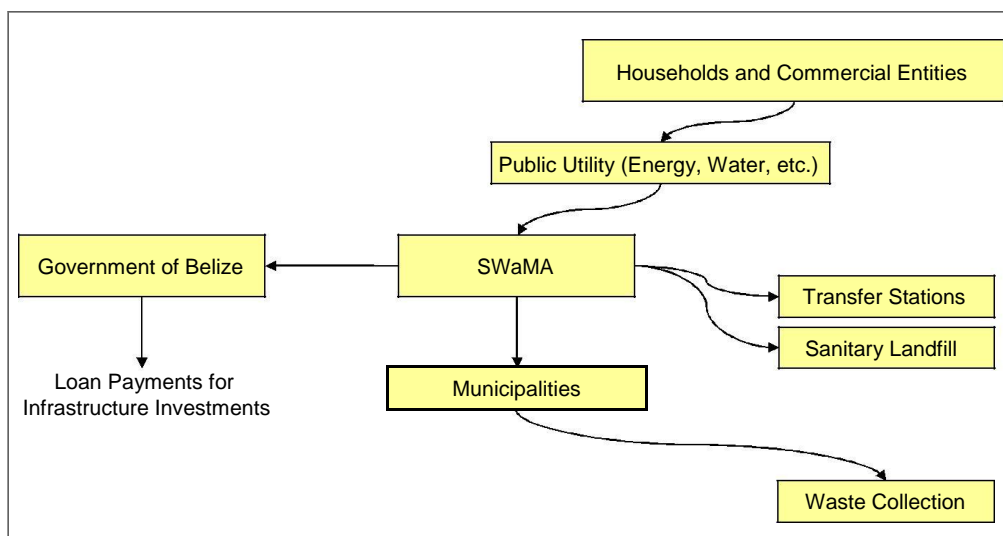 Households and Commercial Entities
Public Utility (Energy, Water, etc.)
Government of Belize
SWaMA
Transfer Stations
Sanitary Landfill
Loan Payments for
Infrastructure Investments
Municipalities
Waste Collection